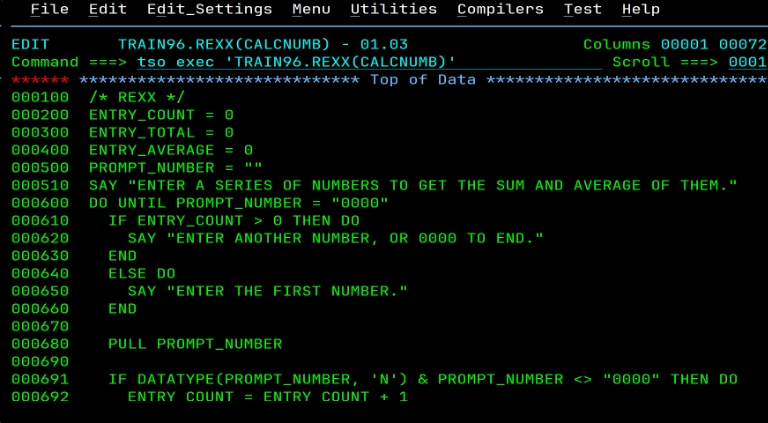 File  Edit  Edit_Settings  Menu  Utilities  Compilers  Test  Help
EDIT       TRAIN96.REXX(CALCNUMB) - 01.03                  Columns 00001 00072
Command ===> tso exec 'TRAIN96.REXX(CALCNUMB)'                Scroll ===> 0001
****** ***************************** Top of Data *****************************
000100  /* REXX */
000200  ENTRY_COUNT = 0
000300  ENTRY_TOTAL = 0
000400  ENTRY_AVERAGE = 0
000500  PROMPT_NUMBER = ""
000510  SAY "ENTER A SERIES OF NUMBERS TO GET THE SUM AND AVERAGE OF THEM."
000600  DO UNTIL PROMPT_NUMBER = "0000"
000610    IF ENTRY_COUNT > 0 THEN DO
000620      SAY "ENTER ANOTHER NUMBER, OR 0000 TO END."
000630    END
000640    ELSE DO
000650      SAY "ENTER THE FIRST NUMBER."
000660    END
000670
000680    PULL PROMPT_NUMBER
000690
000691    IF DATATYPE(PROMPT_NUMBER, 'N') & PROMPT_NUMBER <> "0000" THEN DO
000692      ENTRY_COUNT = ENTRY_COUNT + 1